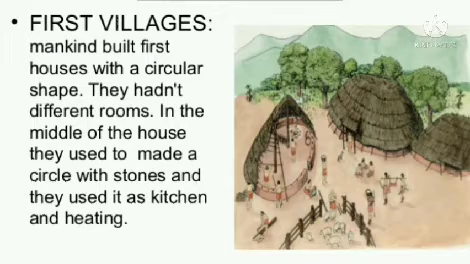 • FIRST VILLAGES:
mankind built first
houses with a circular
shape. They hadn't
different rooms. In the
middle of the house
they used to made a
circle with stones and
they used it as kitchen
and heating.